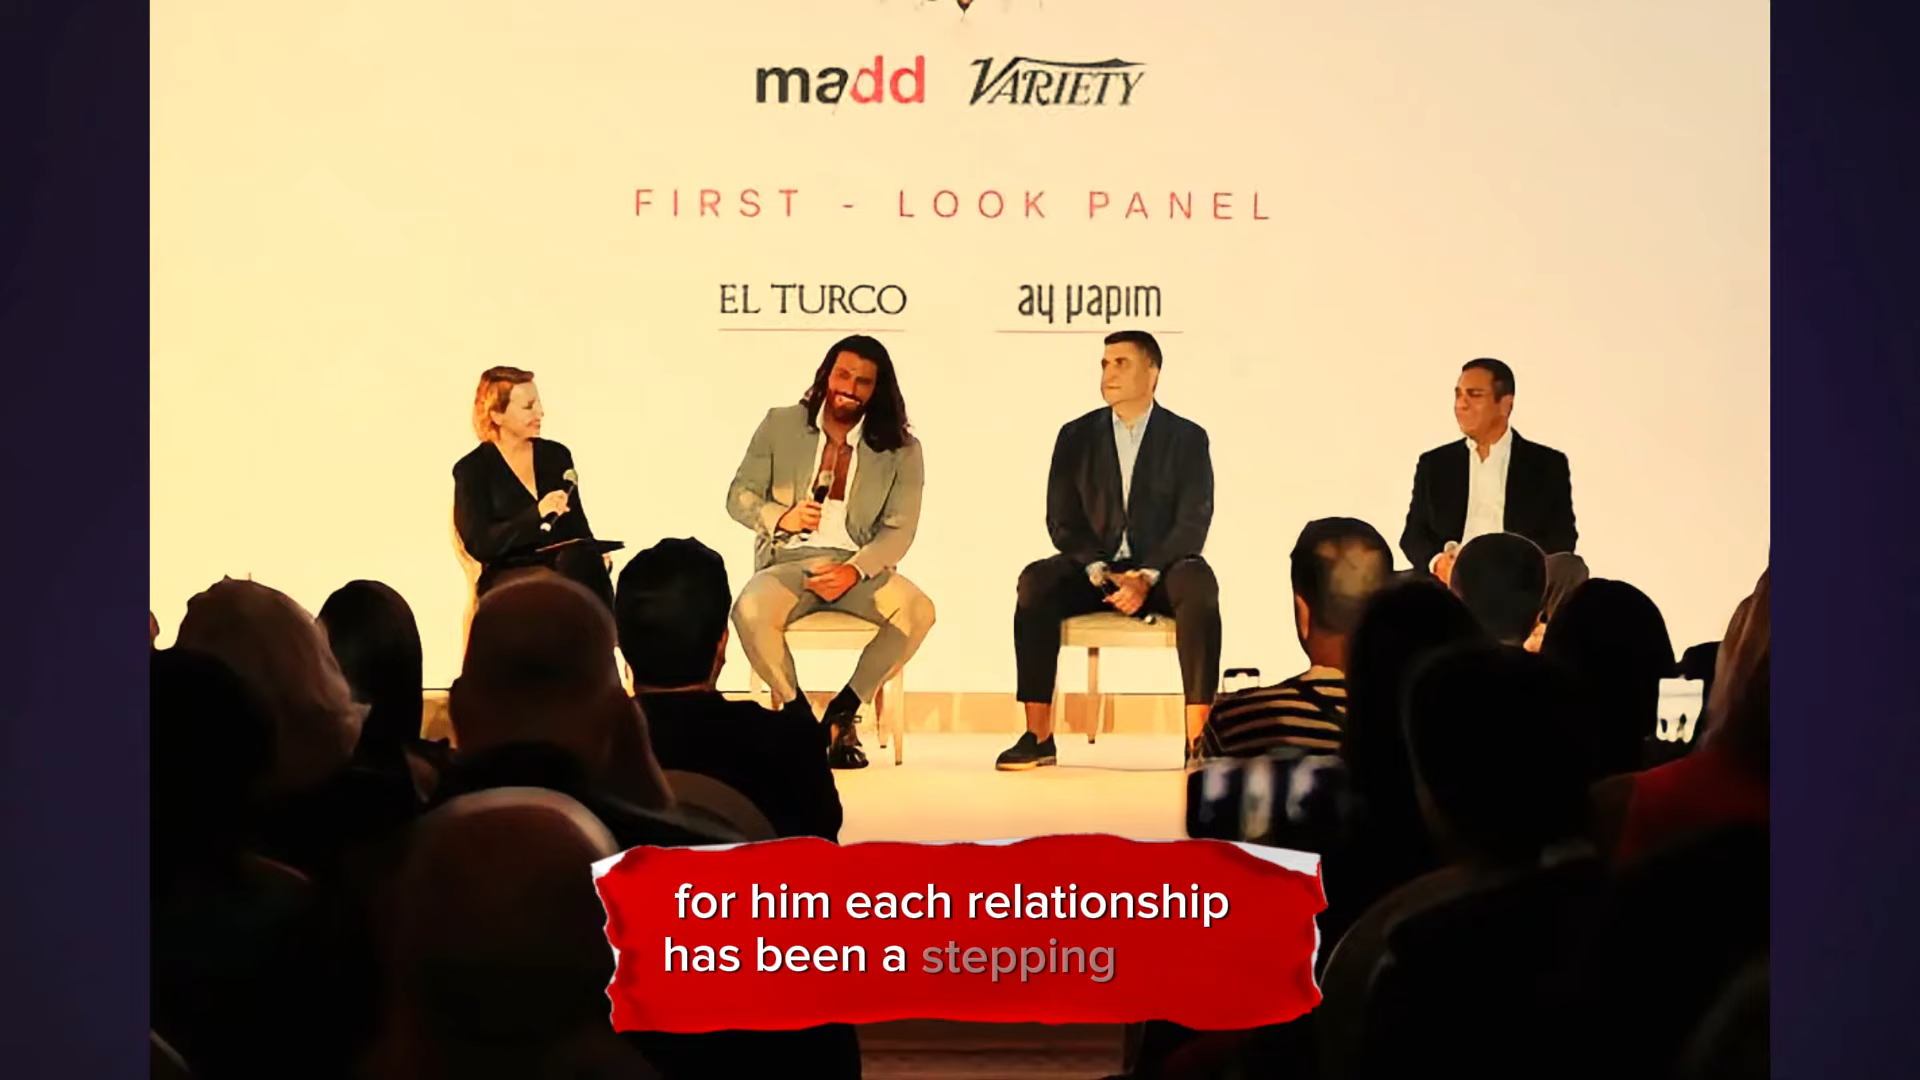 madd VARIETY
FIRST - LOOK PANEL
EL TURCO ay yapım
for him each relationship
has been a stepping